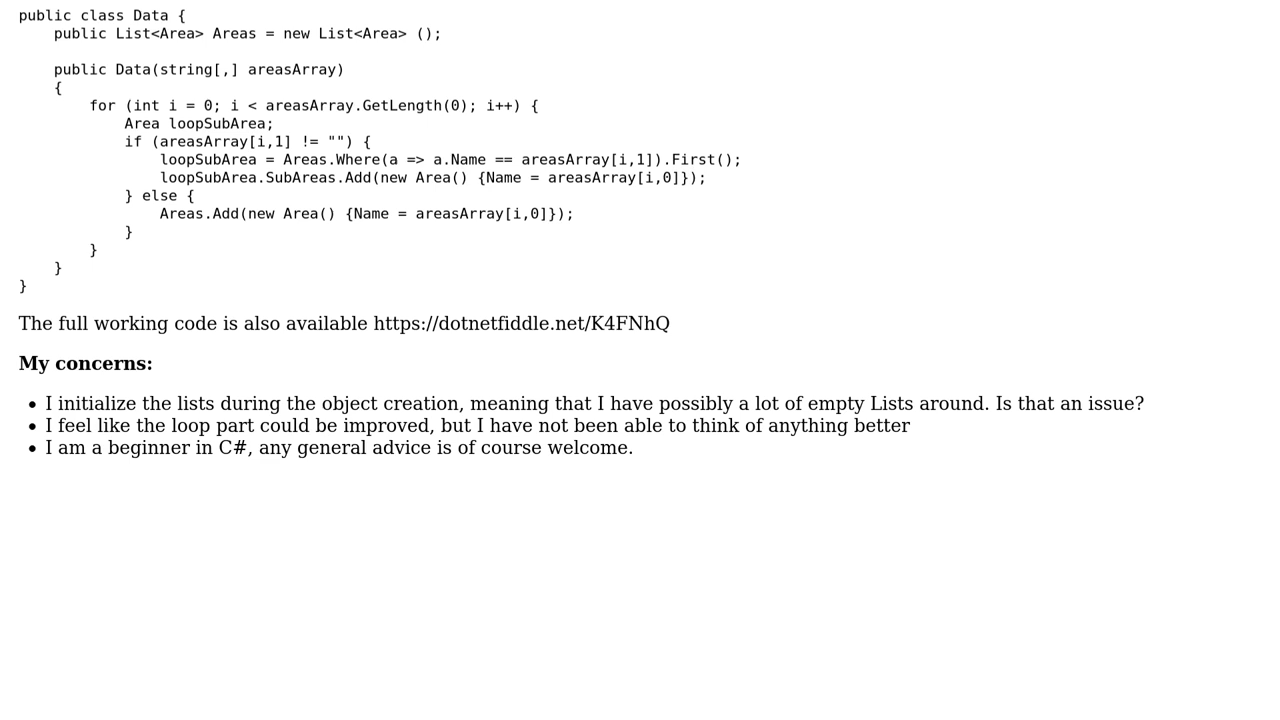 public class Data {
    public List<Area> Areas = new List<Area> ();
    public Data(string[,] areasArray)
    {
        for (int i = 0; i < areasArray.GetLength(0); i++) {
            Area loopSubArea;
            if (areasArray[i,1] != "") {
                loopSubArea = Areas.Where(a => a.Name == areasArray[i,1]).First();
                loopSubArea.SubAreas.Add(new Area() {Name = areasArray[i,0]});
            } else {
                Areas.Add(new Area() {Name = areasArray[i,0]});
            }
        }
    }
}
The full working code is also available https://dotnetfiddle.net/K4FNhQ
My concerns:
• I initialize the lists during the object creation, meaning that I have possibly a lot of empty Lists around. Is that an issue?
• I feel like the loop part could be improved, but I have not been able to think of anything better
• I am a beginner in C#, any general advice is of course welcome.